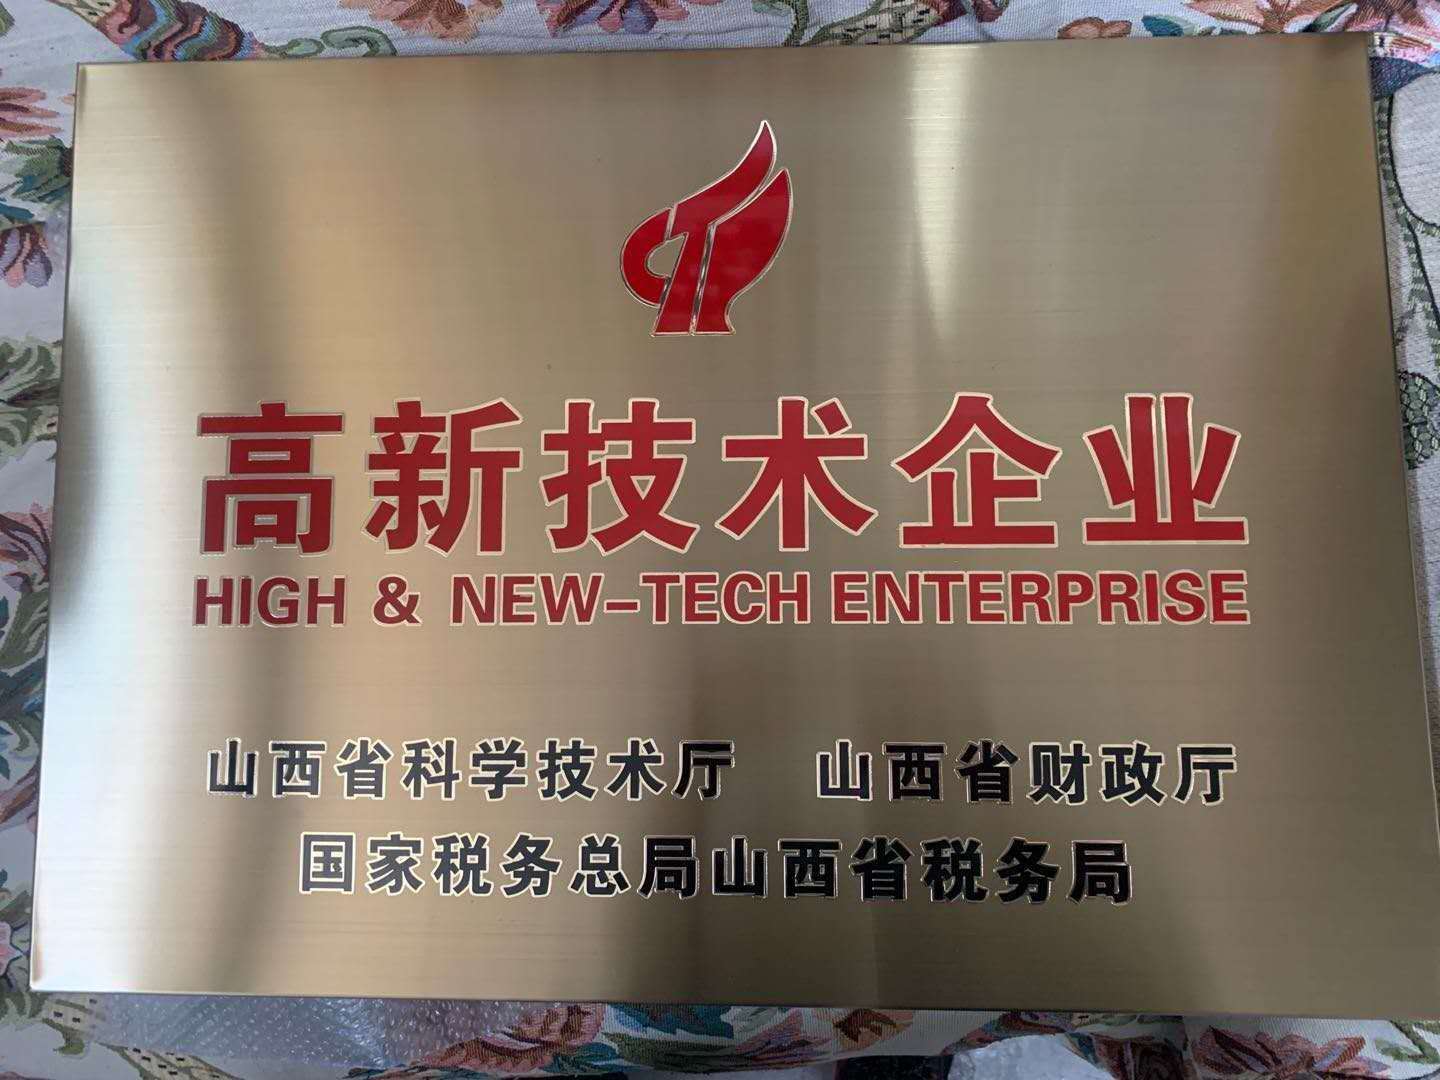 高新技术企业
HIGH & NEW-TECH ENTERPRISE
山西省科学技术厅 山西省财政厅
国家税务总局山西省税务局